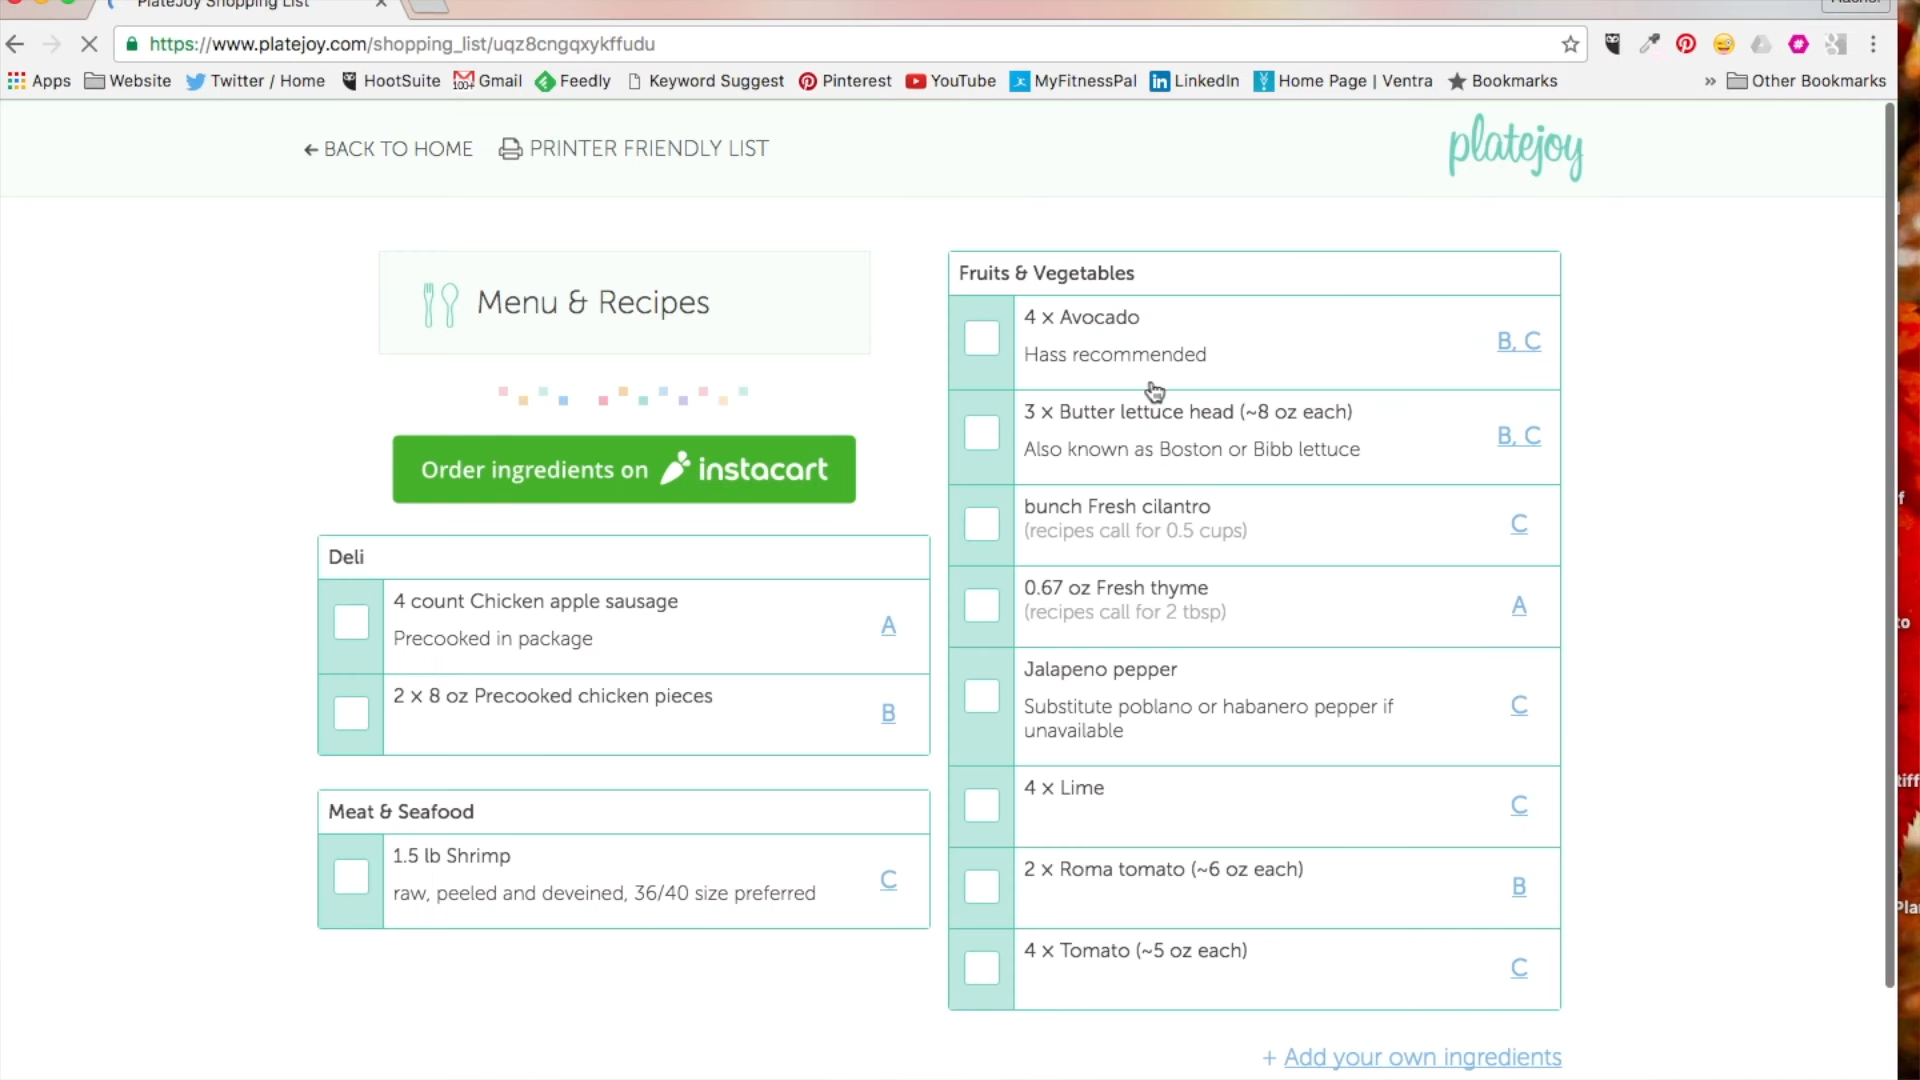 PlateJoy Shopping List
https://www.platejoy.com/shopping_list/uqz8cngqxykffudu
Apps Website Twitter / Home HootSuite Gmail Feedly Keyword Suggest Pinterest YouTube MyFitnessPal LinkedIn Home Page | Ventra Bookmarks » Other Bookmarks
BACK TO HOME PRINTER FRIENDLY LIST
platejoy
Menu & Recipes
Order ingredients on instacart
Deli
4 count Chicken apple sausage
Precooked in package
A
2 x 8 oz Precooked chicken pieces
B
Meat & Seafood
1.5 lb Shrimp
raw, peeled and deveined, 36/40 size preferred
C
Fruits & Vegetables
4 x Avocado
Hass recommended
B, C
3 x Butter lettuce head (~8 oz each)
Also known as Boston or Bibb lettuce
B, C
bunch Fresh cilantro
(recipes call for 0.5 cups)
C
0.67 oz Fresh thyme
(recipes call for 2 tbsp)
A
Jalapeno pepper
Substitute poblano or habanero pepper if
unavailable
C
4 x Lime
C
2 x Roma tomato (~6 oz each)
B
4 x Tomato (~5 oz each)
C
+ Add your own ingredients